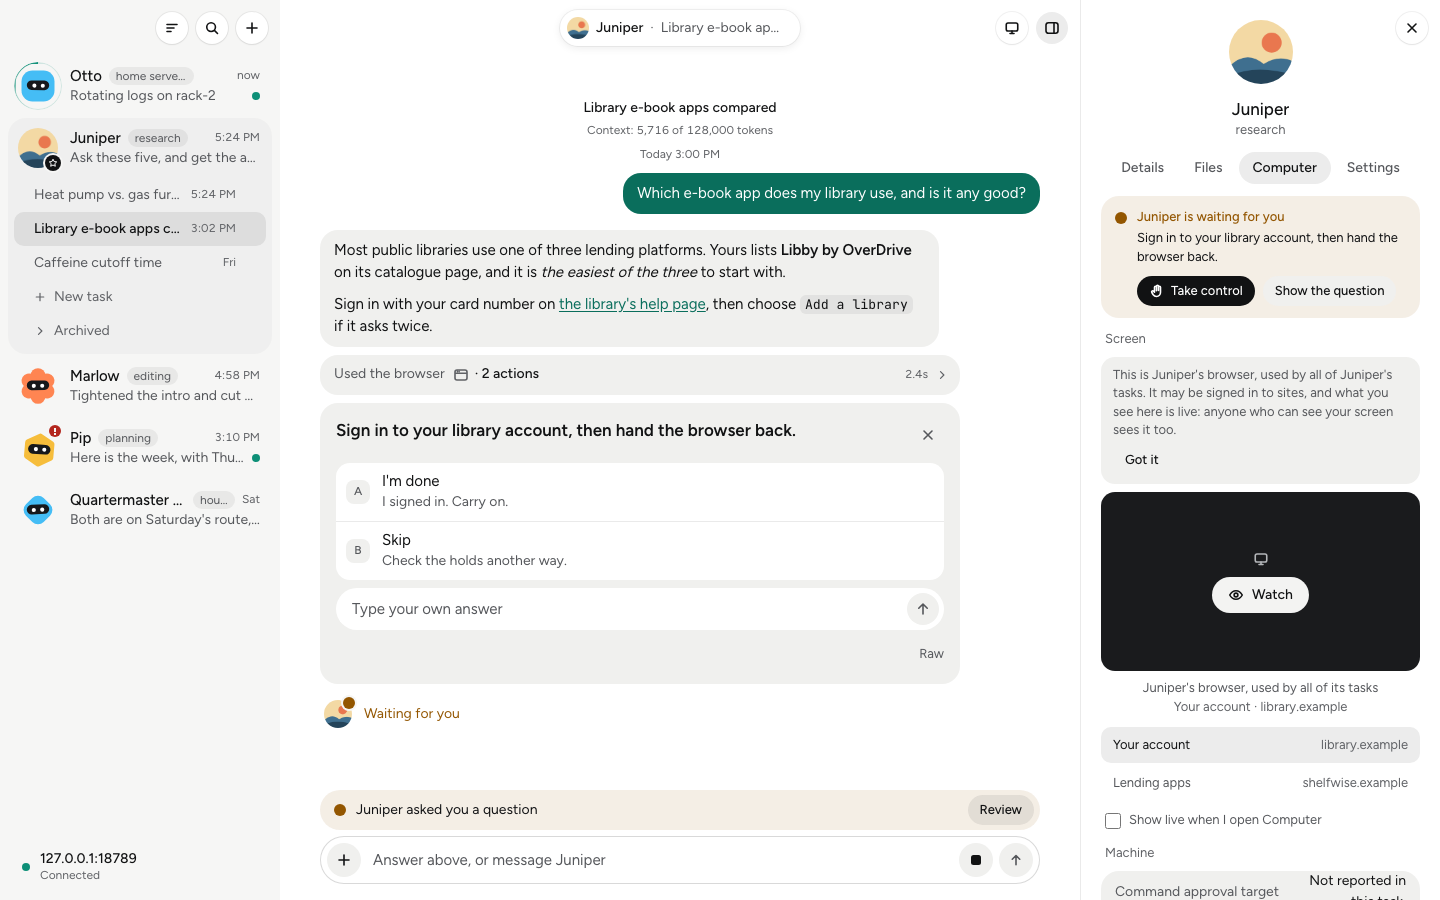 Otto home serve... now
Rotating logs on rack-2
Juniper research 5:24 PM
Ask these five, and get the a...
Heat pump vs. gas fur... 5:24 PM
Library e-book apps c... 3:02 PM
Caffeine cutoff time Fri
New task
Archived
Marlow editing 4:58 PM
Tightened the intro and cut ...
Pip planning 3:10 PM
Here is the week, with Thu...
Quartermaster ... hou... Sat
Both are on Saturday's route,...
127.0.0.1:18789
Connected
Juniper · Library e-book ap...
Library e-book apps compared
Context: 5,716 of 128,000 tokens
Today 3:00 PM
Which e-book app does my library use, and is it any good?
Most public libraries use one of three lending platforms. Yours lists Libby by OverDrive
on its catalogue page, and it is the easiest of the three to start with.
Sign in with your card number on the library's help page, then choose Add a library
if it asks twice.
Used the browser · 2 actions 2.4s
Sign in to your library account, then hand the browser back.
A I'm done
I signed in. Carry on.
B Skip
Check the holds another way.
Type your own answer
Raw
Waiting for you
Juniper asked you a question Review
Answer above, or message Juniper
Juniper
research
Details Files Computer Settings
Juniper is waiting for you
Sign in to your library account, then hand the
browser back.
Take control Show the question
Screen
This is Juniper's browser, used by all of Juniper's
tasks. It may be signed in to sites, and what you
see here is live: anyone who can see your screen
sees it too.
Got it
Watch
Juniper's browser, used by all of its tasks
Your account · library.example
Your account library.example
Lending apps shelfwise.example
Show live when I open Computer
Machine
Command approval target Not reported in
this task